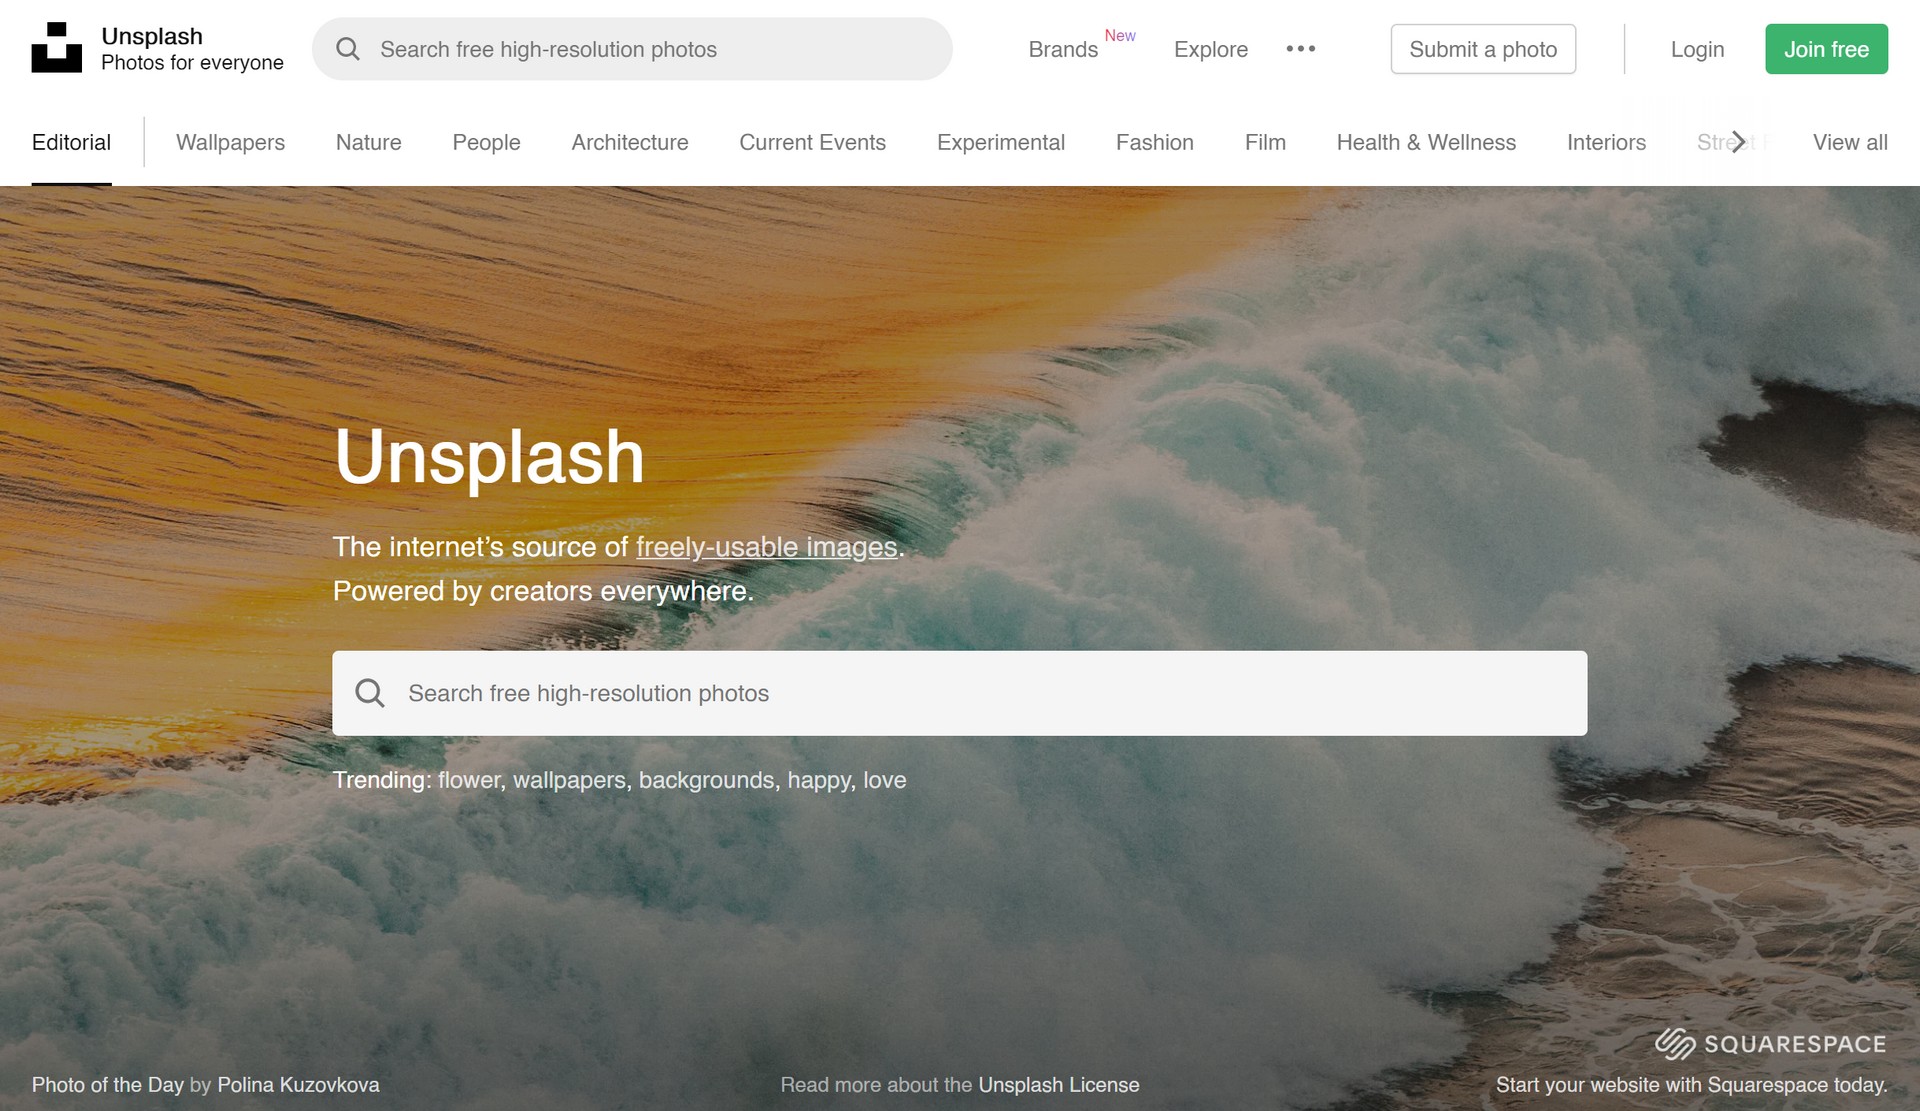 Unsplash
Photos for everyone
Search free high-resolution photos
Brands New
Explore
Submit a photo
Login
Join free
Editorial
Wallpapers
Nature
People
Architecture
Current Events
Experimental
Fashion
Film
Health & Wellness
Interiors
View all
Unsplash
The internet’s source of freely-usable images.
Powered by creators everywhere.
Search free high-resolution photos
Trending: flower, wallpapers, backgrounds, happy, love
SQUARESPACE
Photo of the Day by Polina Kuzovkova
Read more about the Unsplash License
Start your website with Squarespace today.